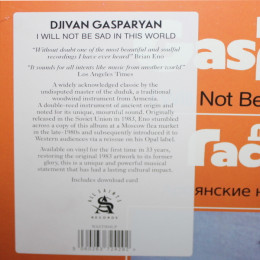 DJIVAN GASPARYAN
I WILL NOT BE SAD IN THIS WORLD
"Without doubt one of the most beautiful and soulful
recordings I have ever heard" Brian Eno
"It sounds for all intents like music from another world"
Los Angeles Times
A widely acknowledged classic by the
undisputed master of the duduk, a traditional
woodwind instrument from Armenia.
A double-reed instrument of ancient origin and
noted for its unique, mournful sound. Originally
released in the Soviet Union in 1983, Eno stumbled
across a copy of this album at a Moscow flea market
in the late 1980s and subsequently introduced it to
Western audiences via a reissue on his Opal label.
Available on vinyl for the first time in 33 years,
restoring the original 1983 artwork to its former
glory, this is a unique and powerful statement
that has had a lasting cultural impact.
Includes download card
ALL SAINTS
RECORDS
asp
Not Be
Гас
янские н